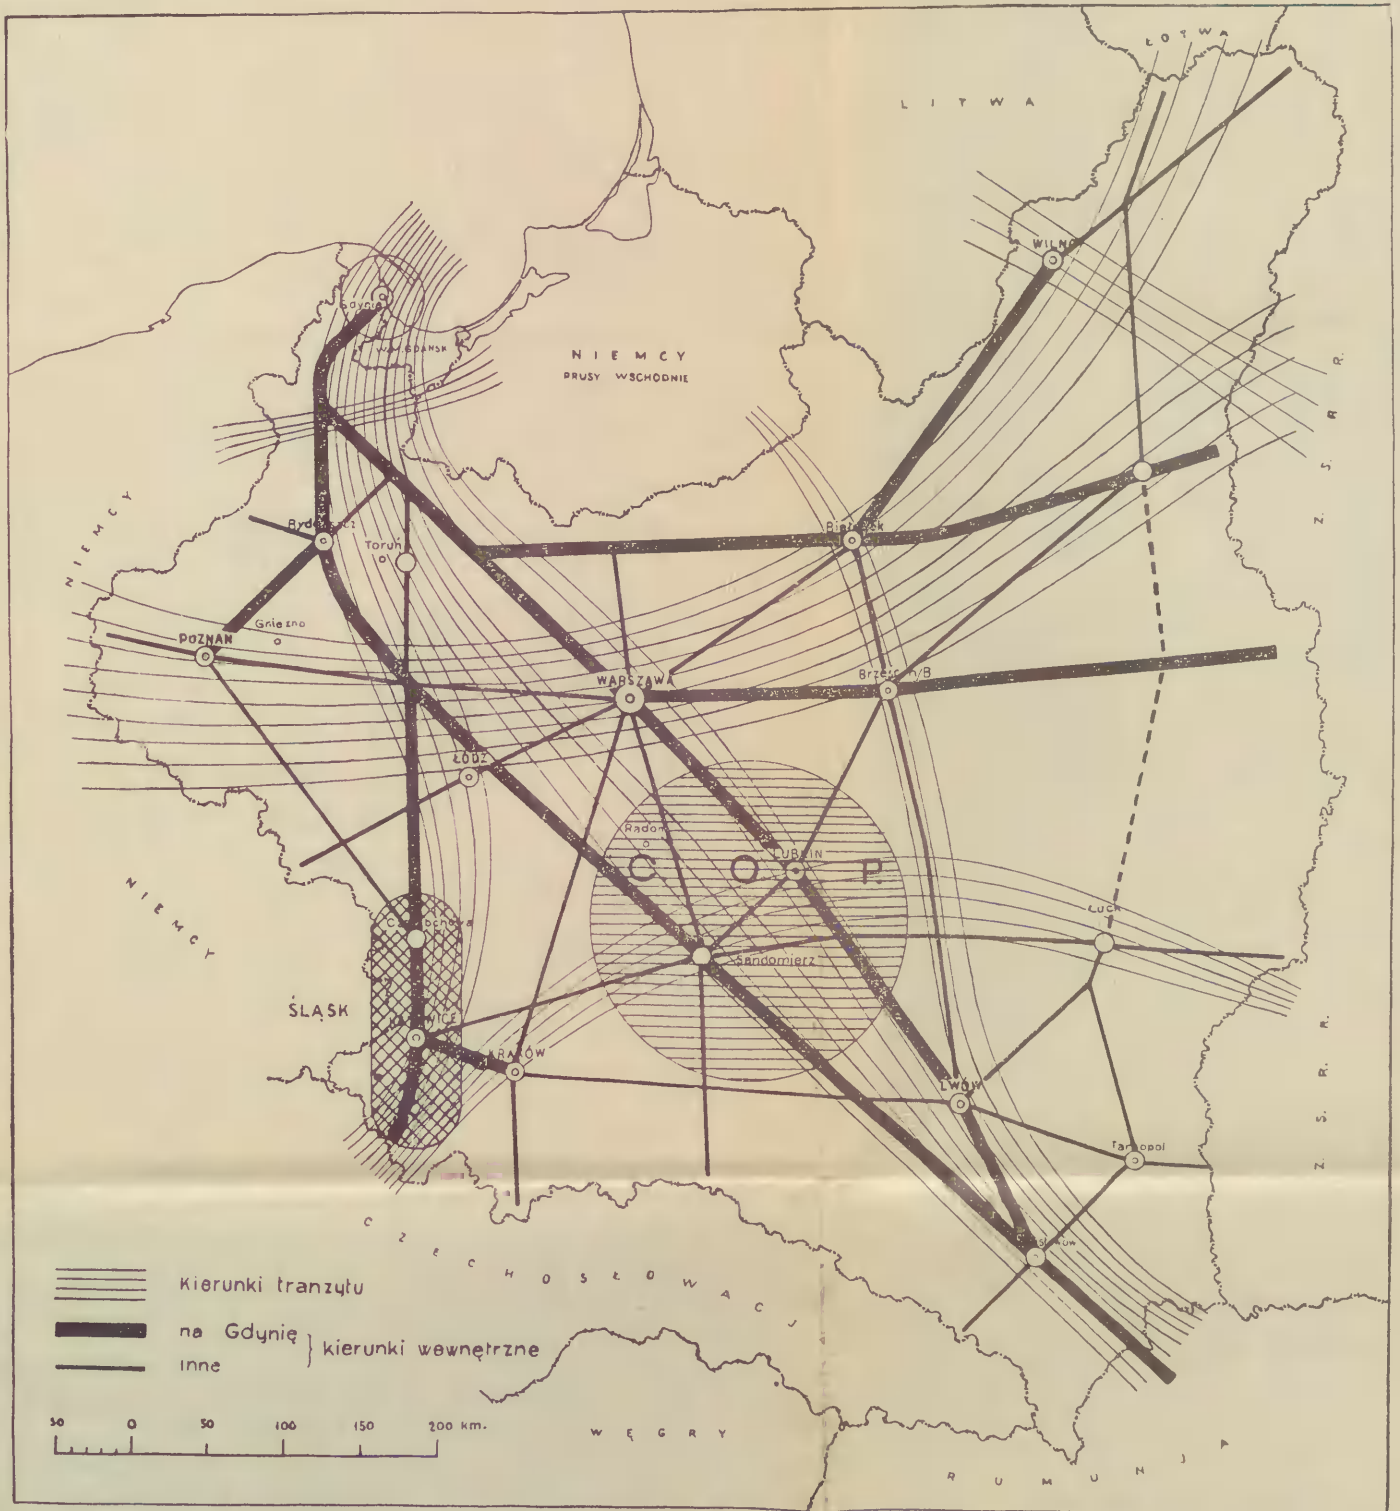 ŁOTWA
LITWA
WILNO
Gdynia
W.M. GDAŃSK
NIEMCY
PRUSY WSCHODNIE
Z. S. R. R.
NIEMCY
Bydgoszcz
Toruń
Białystok
Gniezno
POZNAŃ
WARSZAWA
Brześć n/B
ŁÓDŹ
Radom
C O P.
LUBLIN
NIEMCY
Częstochowa
Łuck
Sandomierz
ŚLĄSK
KATOWICE
KRAKÓW
LWÓW
Z. S. R. R.
Tarnopol
CZECHOSŁOWACJA
kierunki tranzytu
na Gdynię
kierunki wewnętrzne
inne
50 0 50 100 150 200 km.
WĘGRY
RUMUNJA